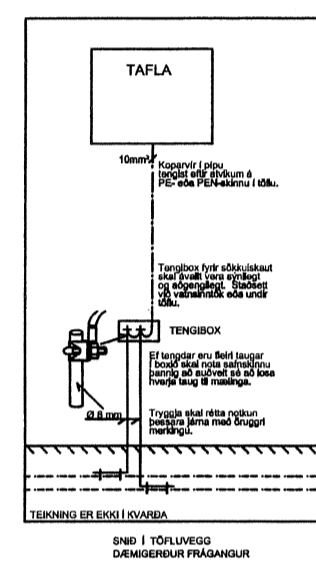 TAFLA
10mm²
Koparvír í pípu
tengist eftir atvikum á
PE- eða PEN-skinnu í töflu.
Tengibox fyrir sökkulskaut
skal ávallt vera sýnilegt
og aðgengilegt. Staðsett
við vatnsinntök eða undir
töflu.
TENGIBOX
Ef tengdar eru fleiri taugar
í boxið skal nota safnskinnu
þannig að auðvelt sé að losa
hverja taug til mælinga.
Ø 8 mm
Tryggja skal rétta notkun
þessara járna með öruggri
merkingu.
TEIKNING ER EKKI Í KVARÐA
SNIÐ Í TÖFLUVEGG
DÆMIGERÐUR FRÁGANGUR